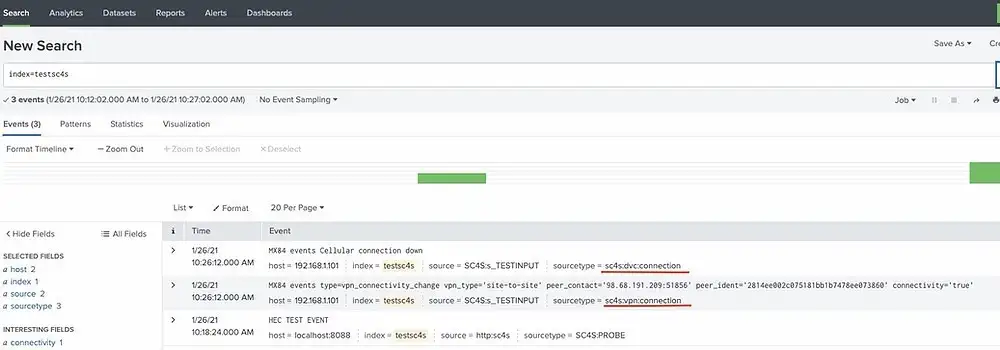 Search Analytics Datasets Reports Alerts Dashboards
New Search
Save As
index=testsc4s
3 events (1/26/21 10:12:02.000 AM to 1/26/21 10:27:02.000 AM) No Event Sampling Job
Events (3) Patterns Statistics Visualization
Format Timeline − Zoom Out + Zoom to Selection × Deselect
List Format 20 Per Page
< Hide Fields All Fields i Time Event
SELECTED FIELDS
a host 2
a index 1
a source 2
a sourcetype 3
INTERESTING FIELDS
a connectivity 1
> 1/26/21 MX84 events Cellular connection down
10:26:12.000 AM host = 192.168.1.101 index = testsc4s source = SC4S:s_TESTINPUT sourcetype = sc4s:dvc:connection
> 1/26/21 MX84 events type=vpn_connectivity_change vpn_type='site-to-site' peer_contact='98.68.191.209:51856' peer_ident='2814ee002c075181bb1b7478ee073860' connectivity='true'
10:26:12.000 AM host = 192.168.1.101 index = testsc4s source = SC4S:s_TESTINPUT sourcetype = sc4s:vpn:connection
> 1/26/21 HEC TEST EVENT
10:18:24.000 AM host = localhost:8088 index = testsc4s source = http:sc4s sourcetype = SC4S:PROBE